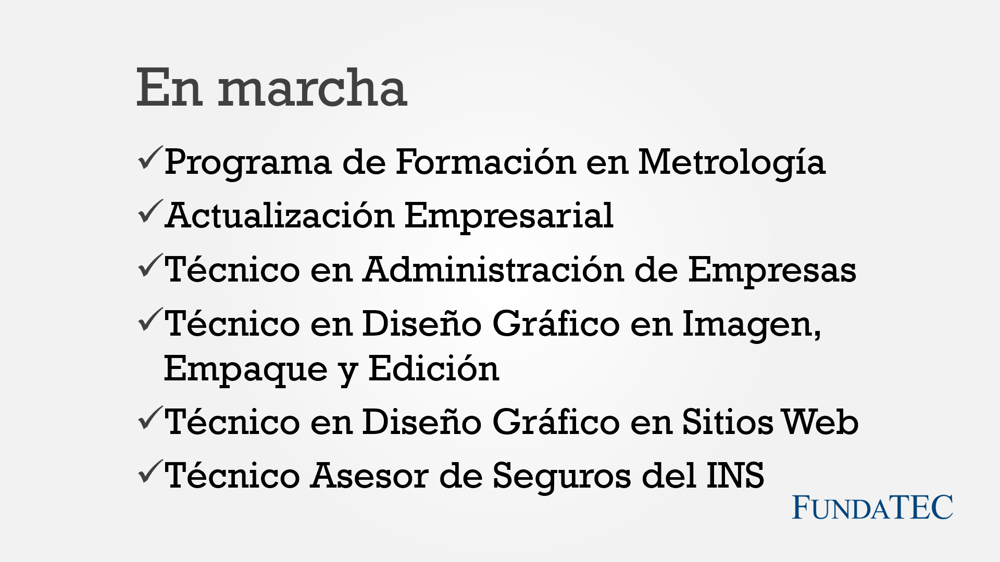 En marcha
✓Programa de Formación en Metrología
✓Actualización Empresarial
✓Técnico en Administración de Empresas
✓Técnico en Diseño Gráfico en Imagen,
Empaque y Edición
✓Técnico en Diseño Gráfico en Sitios Web
✓Técnico Asesor de Seguros del INS
FUNDATEC